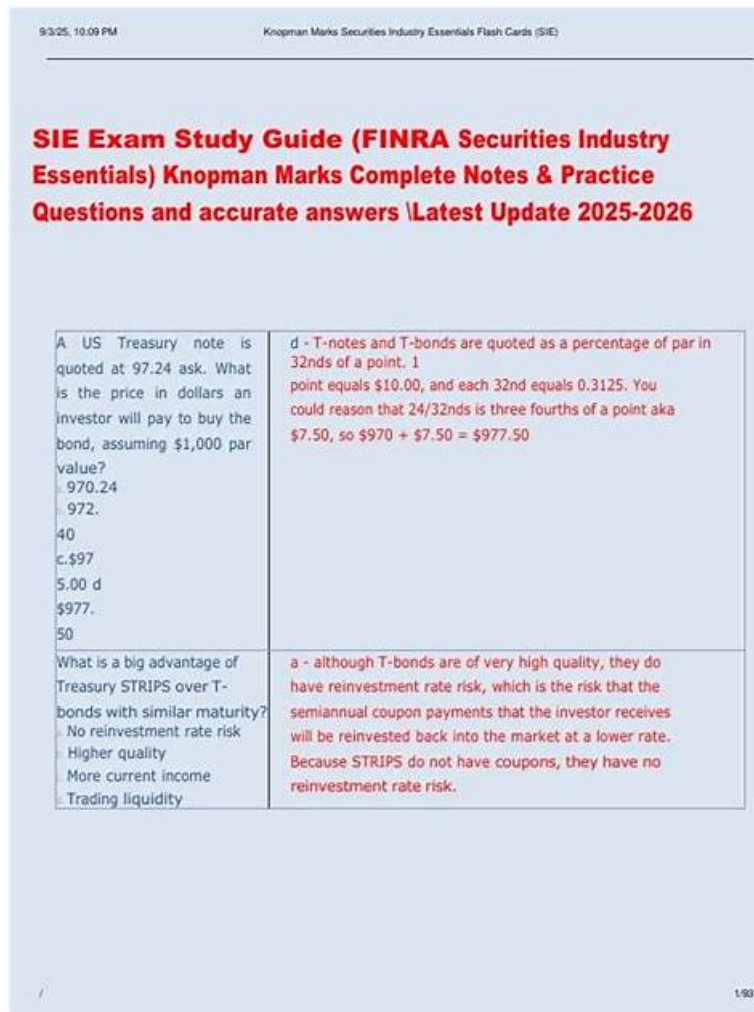 9/3/25, 10:09 PM
Knopman Marks Securities Industry Essentials Flash Cards (SIE)
SIE Exam Study Guide (FINRA Securities Industry
Essentials) Knopman Marks Complete Notes & Practice
Questions and accurate answers \Latest Update 2025-2026
A US Treasury note is
quoted at 97.24 ask. What
is the price in dollars an
investor will pay to buy the
bond, assuming $1,000 par
value?
970.24
972.
40
c.$97
5.00 d
$977.
50
d - T-notes and T-bonds are quoted as a percentage of par in
32nds of a point. 1
point equals $10.00, and each 32nd equals 0.3125. You
could reason that 24/32nds is three fourths of a point aka
$7.50, so $970 + $7.50 = $977.50
What is a big advantage of
Treasury STRIPS over T-
bonds with similar maturity?
No reinvestment rate risk
Higher quality
More current income
Trading liquidity
a - although T-bonds are of very high quality, they do
have reinvestment rate risk, which is the risk that the
semiannual coupon payments that the investor receives
will be reinvested back into the market at a lower rate.
Because STRIPS do not have coupons, they have no
reinvestment rate risk.
/
1/93